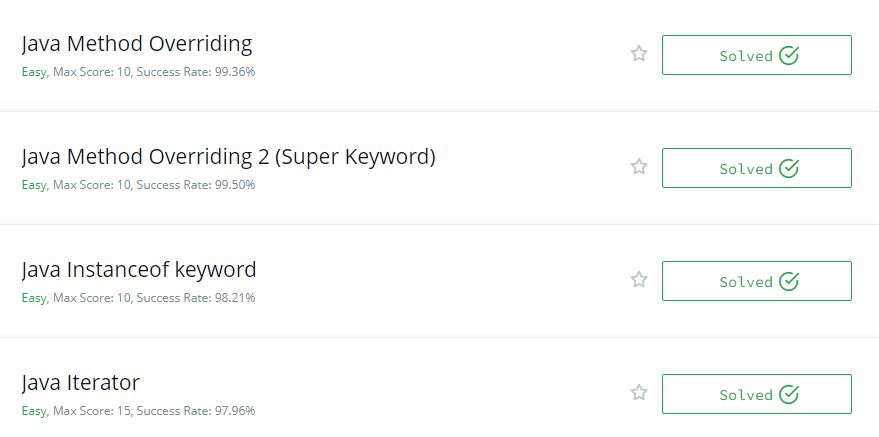 Java Method Overriding
Easy, Max Score: 10, Success Rate: 99.36%
Solved
Java Method Overriding 2 (Super Keyword)
Easy, Max Score: 10, Success Rate: 99.50%
Solved
Java Instanceof keyword
Easy, Max Score: 10, Success Rate: 98.21%
Solved
Java Iterator
Easy, Max Score: 15, Success Rate: 97.96%
Solved